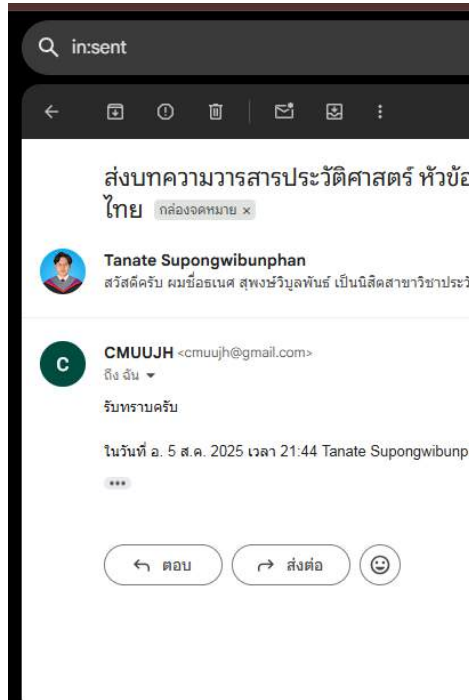 in:sent
ส่งบทความวารสารประวัติศาสตร์ หัวข้อ
ไทย กล่องจดหมาย ×
Tanate Supongwibunphan
สวัสดีครับ ผมชื่อธเนศ สุพงษ์วิบูลพันธ์ เป็นนิสิตสาขาวิชาประวั
C
CMUUJH <cmuujh@gmail.com>
ถึง ฉัน
รับทราบครับ
ในวันที่ อ. 5 ส.ค. 2025 เวลา 21:44 Tanate Supongwibunp
ตอบ
ส่งต่อ